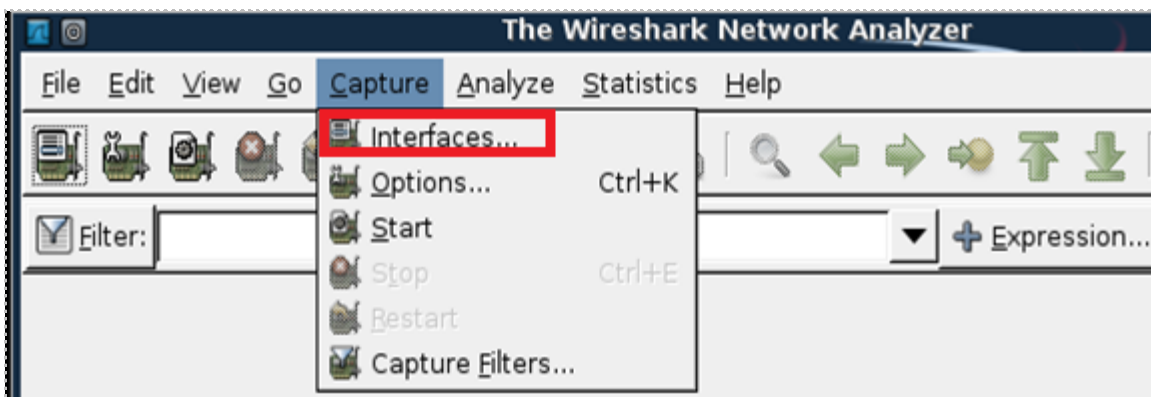 The Wireshark Network Analyzer
File Edit View Go Capture Analyze Statistics Help
Interfaces...
Options... Ctrl+K
Filter:
Start
Expression...
Stop Ctrl+E
Restart
Capture Filters...